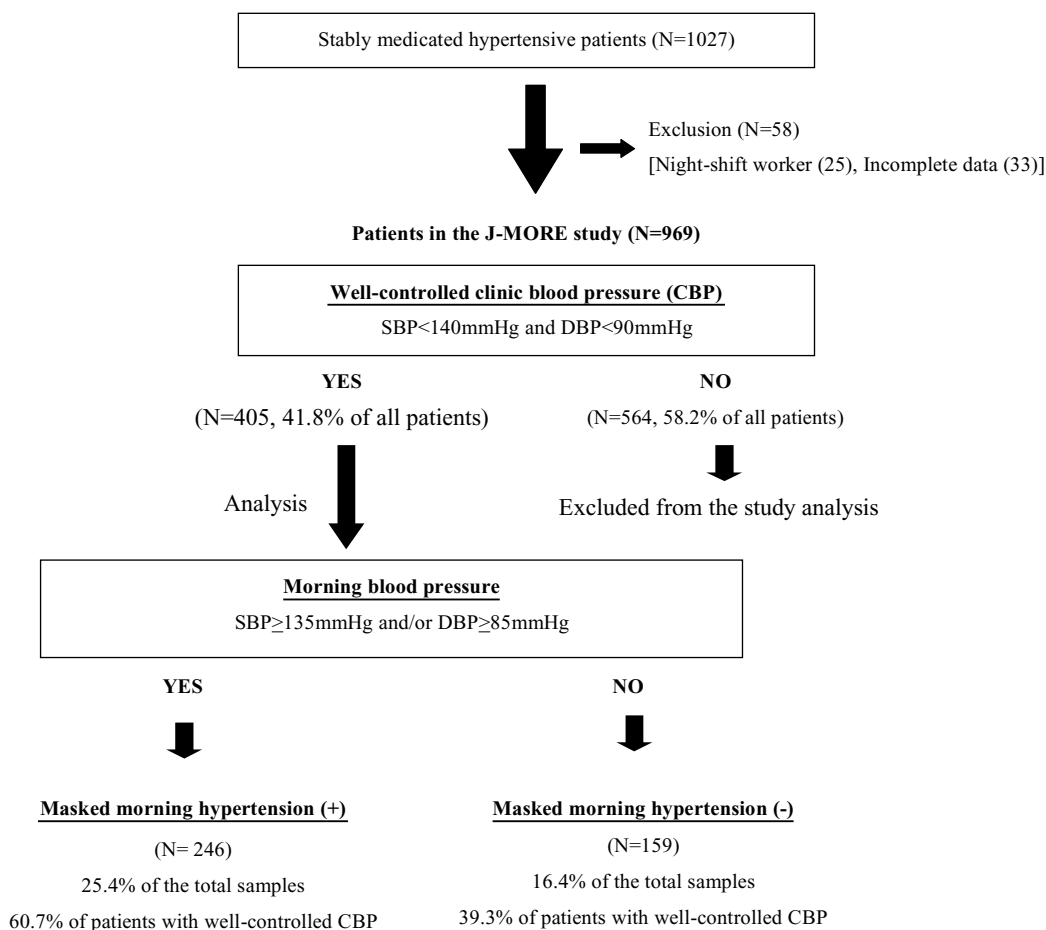 Stably medicated hypertensive patients (N=1027)
Exclusion (N=58)
[Night-shift worker (25), Incomplete data (33)]
Patients in the J-MORE study (N=969)
Well-controlled clinic blood pressure (CBP)
SBP<140mmHg and DBP<90mmHg
YES
(N=405, 41.8% of all patients)
NO
(N=564, 58.2% of all patients)
Analysis
Excluded from the study analysis
Morning blood pressure
SBP≥135mmHg and/or DBP≥85mmHg
YES
NO
Masked morning hypertension (+)
(N= 246)
25.4% of the total samples
60.7% of patients with well-controlled CBP
Masked morning hypertension (-)
(N=159)
16.4% of the total samples
39.3% of patients with well-controlled CBP